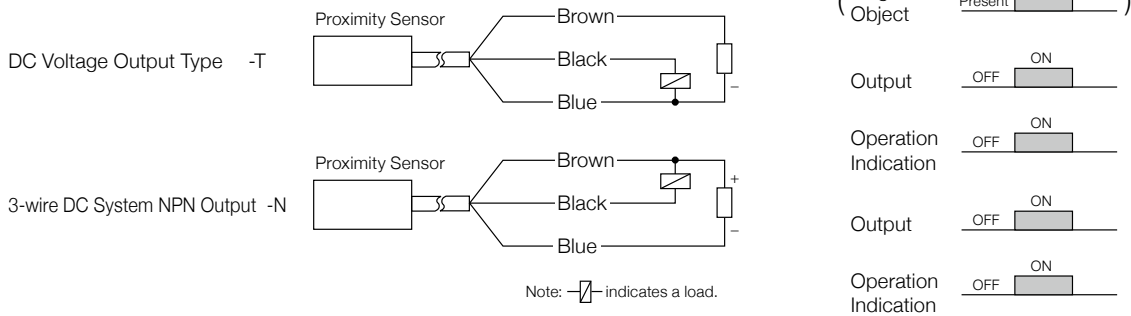 Proximity Sensor
Brown
DC Voltage Output Type -T
Black
–
Blue
Proximity Sensor
Brown
+
3-wire DC System NPN Output -N
Black
–
Blue
Note: indicates a load.
Object
Present
Output
OFF
ON
Operation
Indication
OFF
ON
Output
OFF
ON
Operation
Indication
OFF
ON